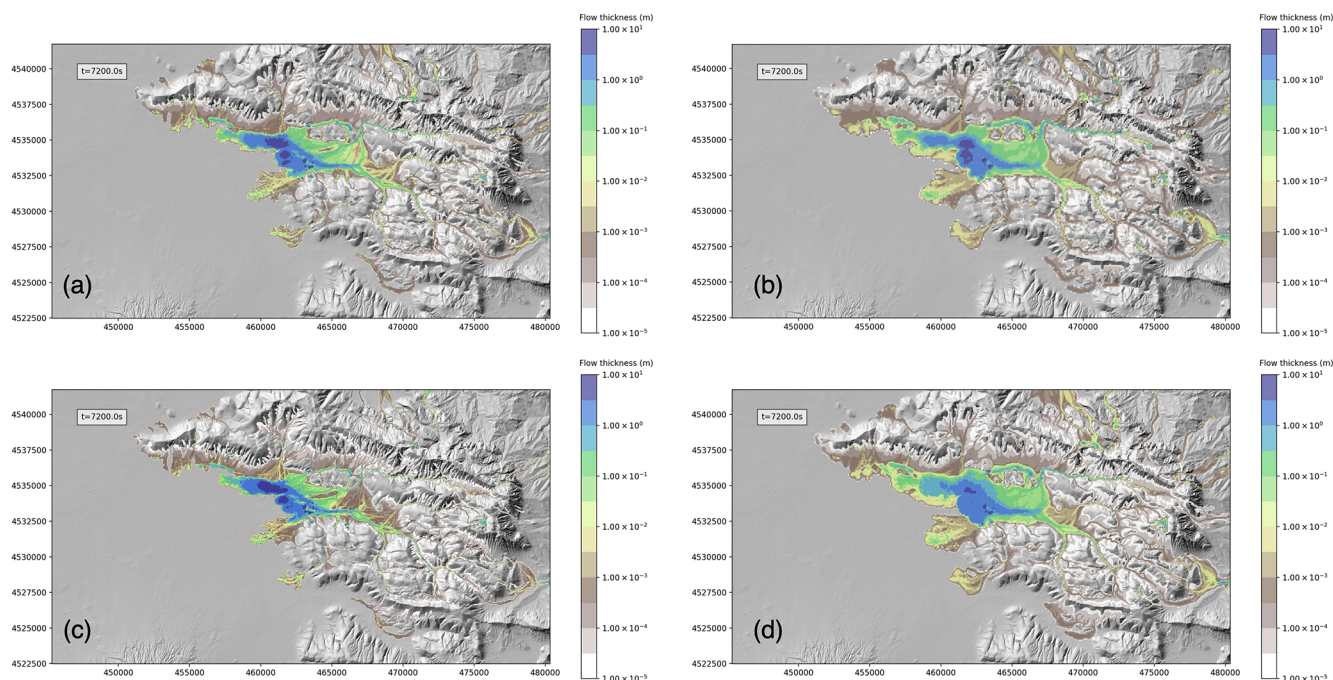 Flow thickness (m)
1.00 × 10¹
1.00 × 10⁰
1.00 × 10⁻¹
1.00 × 10⁻²
1.00 × 10⁻³
1.00 × 10⁻⁴
1.00 × 10⁻⁵
t=7200.0s
4540000
4537500
4535000
4532500
4530000
4527500
4525000
4522500
(a)
450000 455000 460000 465000 470000 475000 480000
Flow thickness (m)
1.00 × 10¹
1.00 × 10⁰
1.00 × 10⁻¹
1.00 × 10⁻²
1.00 × 10⁻³
1.00 × 10⁻⁴
1.00 × 10⁻⁵
t=7200.0s
4540000
4537500
4535000
4532500
4530000
4527500
4525000
4522500
(b)
450000 455000 460000 465000 470000 475000 480000
Flow thickness (m)
1.00 × 10¹
1.00 × 10⁰
1.00 × 10⁻¹
1.00 × 10⁻²
1.00 × 10⁻³
1.00 × 10⁻⁴
1.00 × 10⁻⁵
t=7200.0s
4540000
4537500
4535000
4532500
4530000
4527500
4525000
4522500
(c)
450000 455000 460000 465000 470000 475000 480000
Flow thickness (m)
1.00 × 10¹
1.00 × 10⁰
1.00 × 10⁻¹
1.00 × 10⁻²
1.00 × 10⁻³
1.00 × 10⁻⁴
1.00 × 10⁻⁵
t=7200.0s
4540000
4537500
4535000
4532500
4530000
4527500
4525000
4522500
(d)
450000 455000 460000 465000 470000 475000 480000